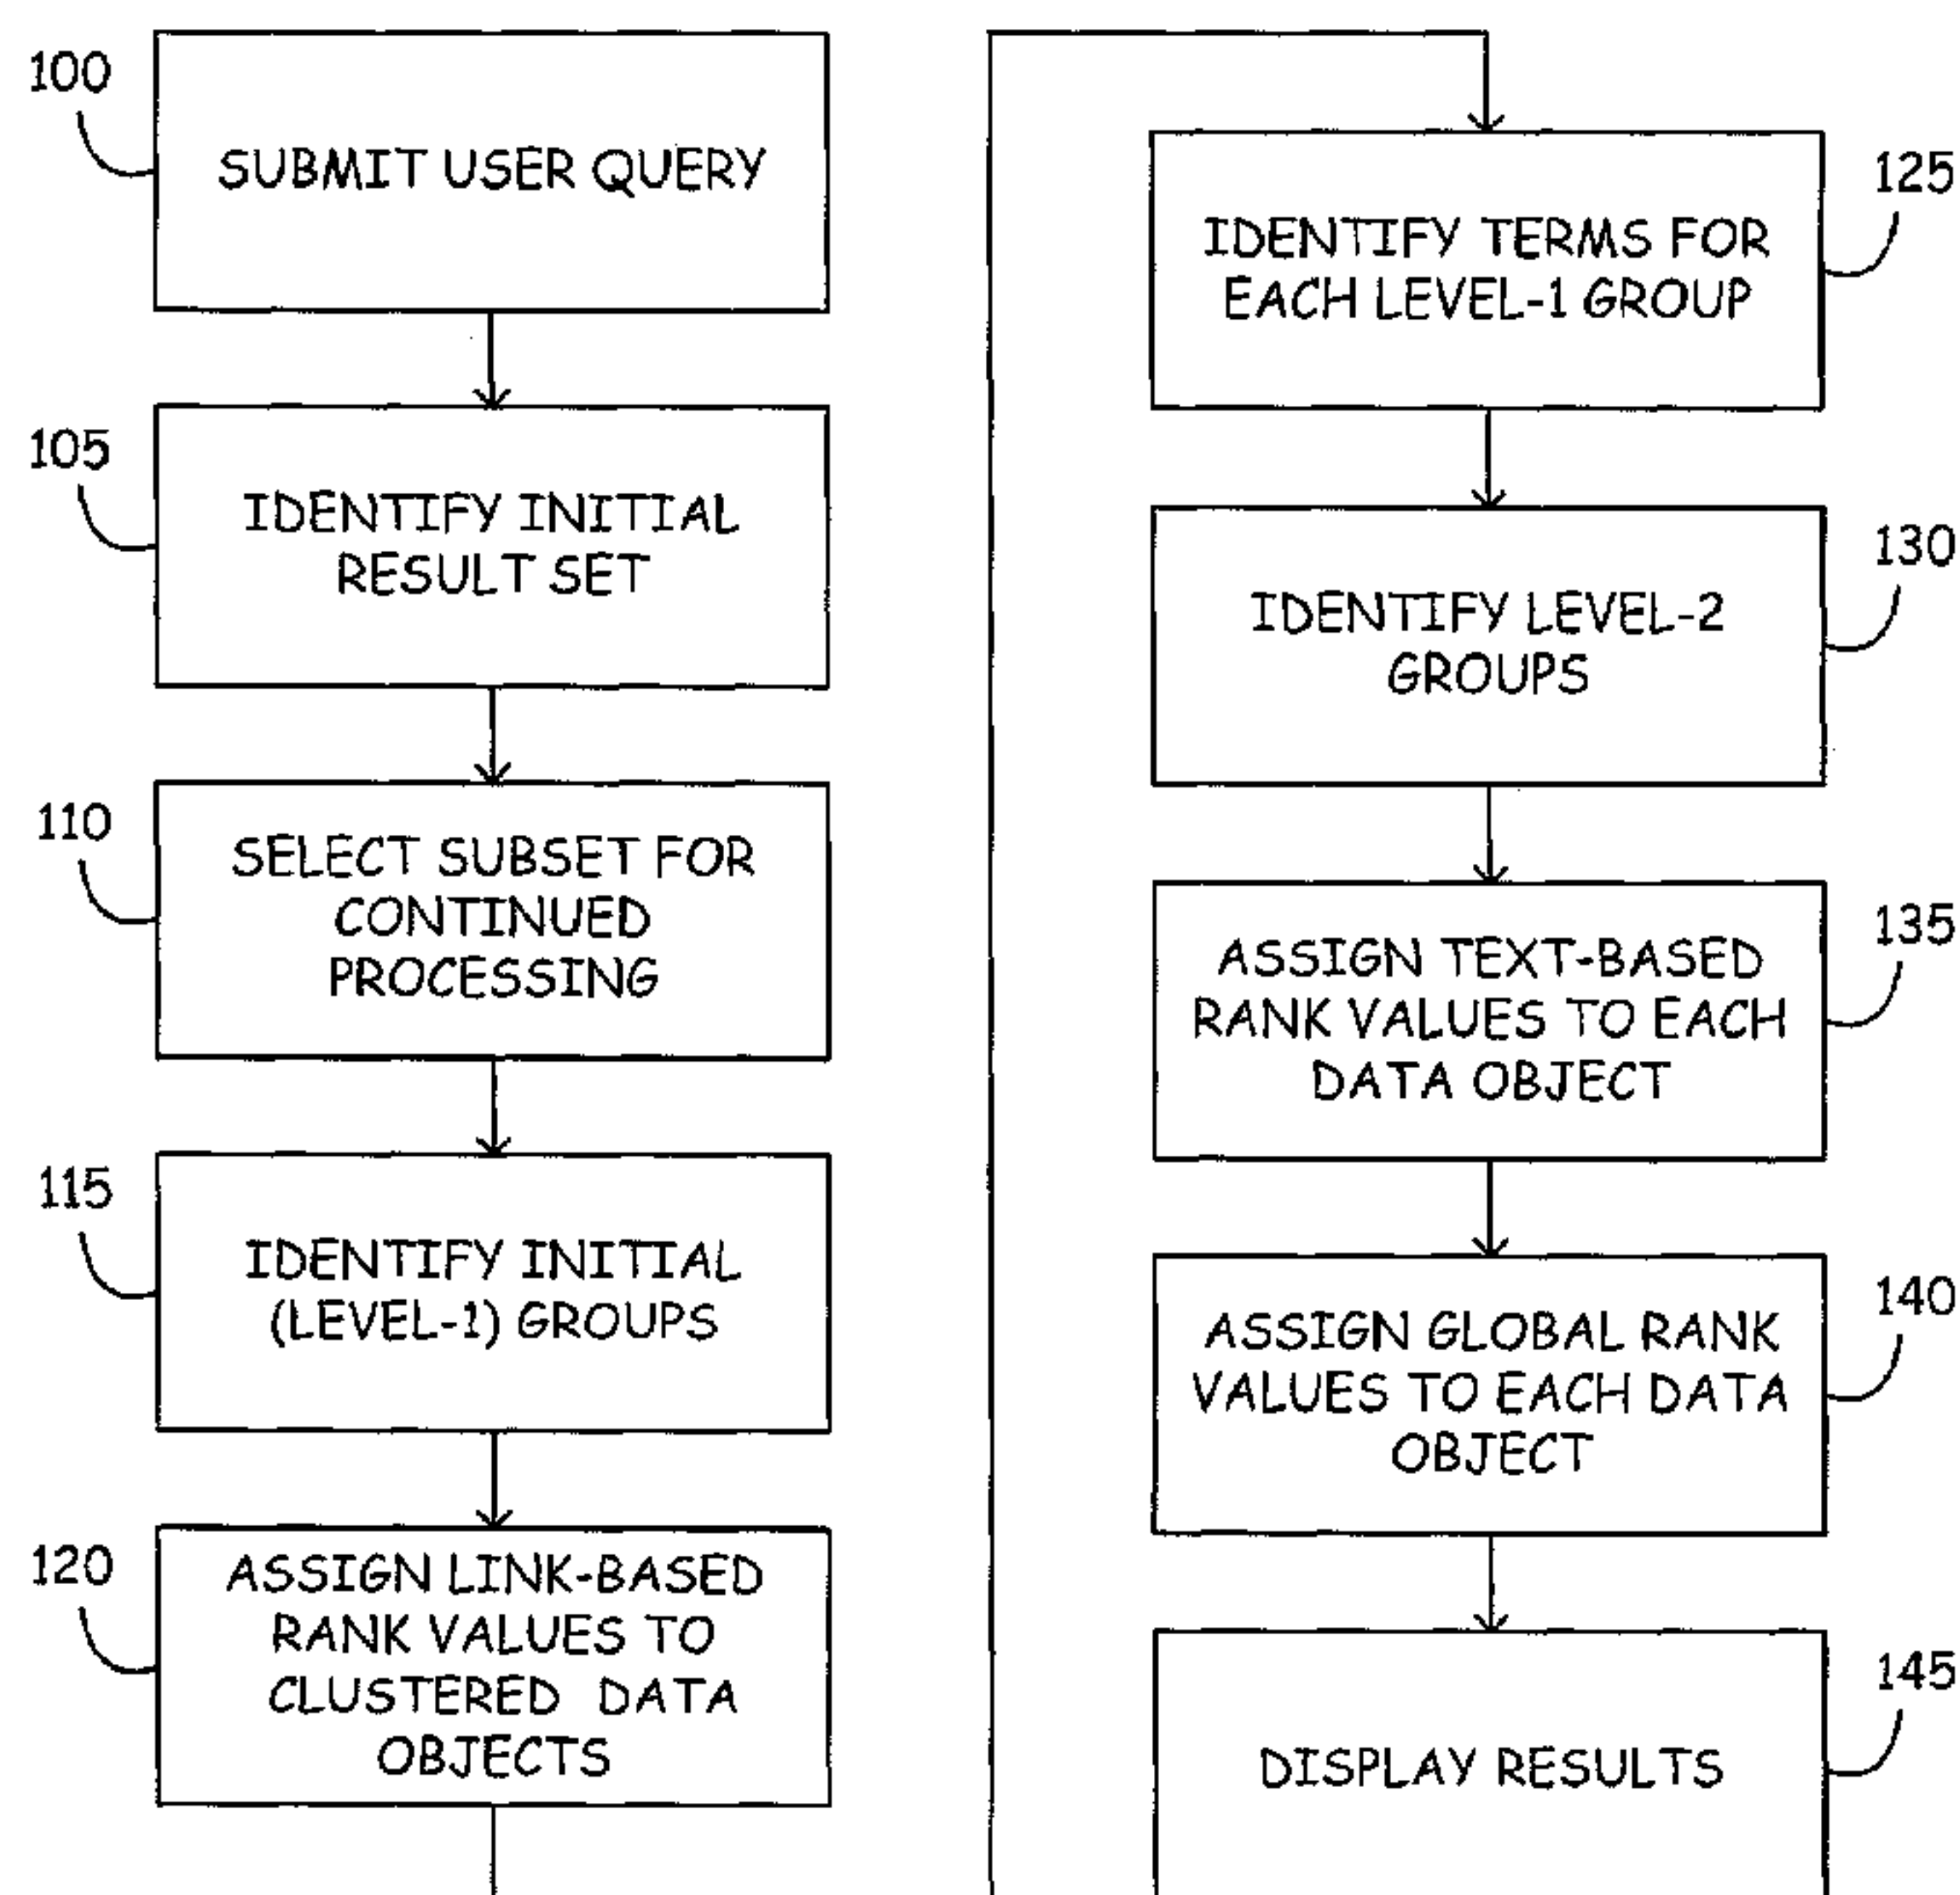 100
SUBMIT USER QUERY
105
IDENTIFY INITIAL
RESULT SET
110
SELECT SUBSET FOR
CONTINUED
PROCESSING
115
IDENTIFY INITIAL
(LEVEL-1) GROUPS
120
ASSIGN LINK-BASED
RANK VALUES TO
CLUSTERED DATA
OBJECTS
125
IDENTIFY TERMS FOR
EACH LEVEL-1 GROUP
130
IDENTIFY LEVEL-2
GROUPS
135
ASSIGN TEXT-BASED
RANK VALUES TO EACH
DATA OBJECT
140
ASSIGN GLOBAL RANK
VALUES TO EACH DATA
OBJECT
145
DISPLAY RESULTS